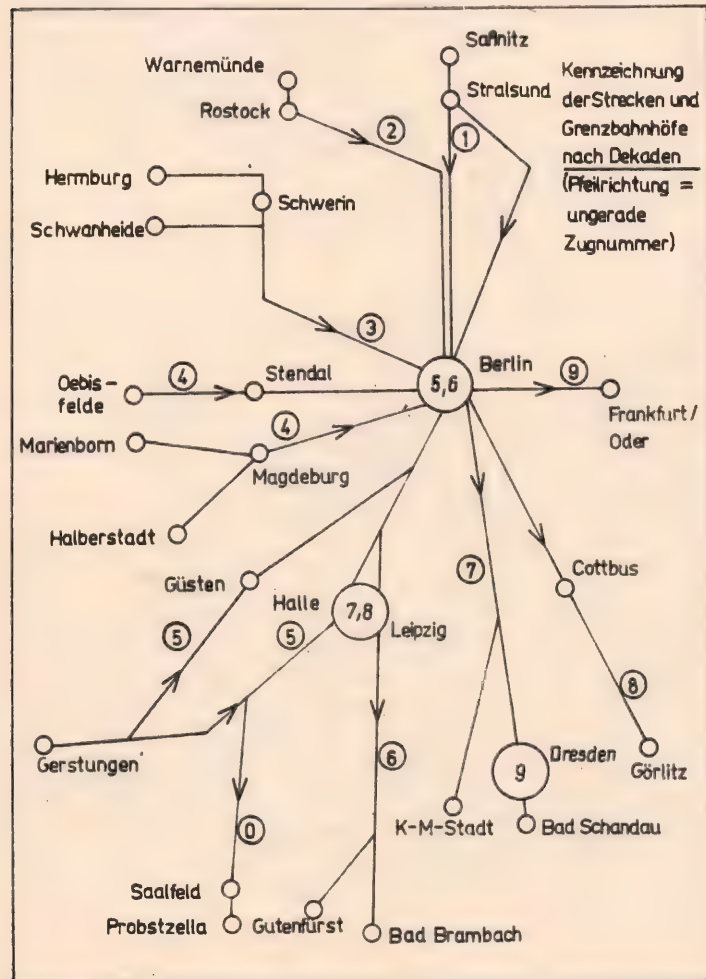 Saßnitz
Warnemünde
Stralsund
Rostock
②
①
Kennzeichnung
der Strecken und
Grenzbahnhöfe
nach Dekaden
(Pfeilrichtung =
ungerade
Zugnummer)
Herrnburg
Schwerin
Schwanheide
③
Berlin
5,6
④
Stendal
⑨
Oebis-
felde
Frankfurt/
Oder
Marienborn
④
Magdeburg
Halberstadt
⑦
Cottbus
Güsten
Halle
7,8
Leipzig
⑤
⑤
⑧
Gerstungen
⑥
Dresden
9
Görlitz
⓪
K-M-Stadt
Bad Schandau
Saalfeld
Probstzella
Gutenfürst
Bad Brambach